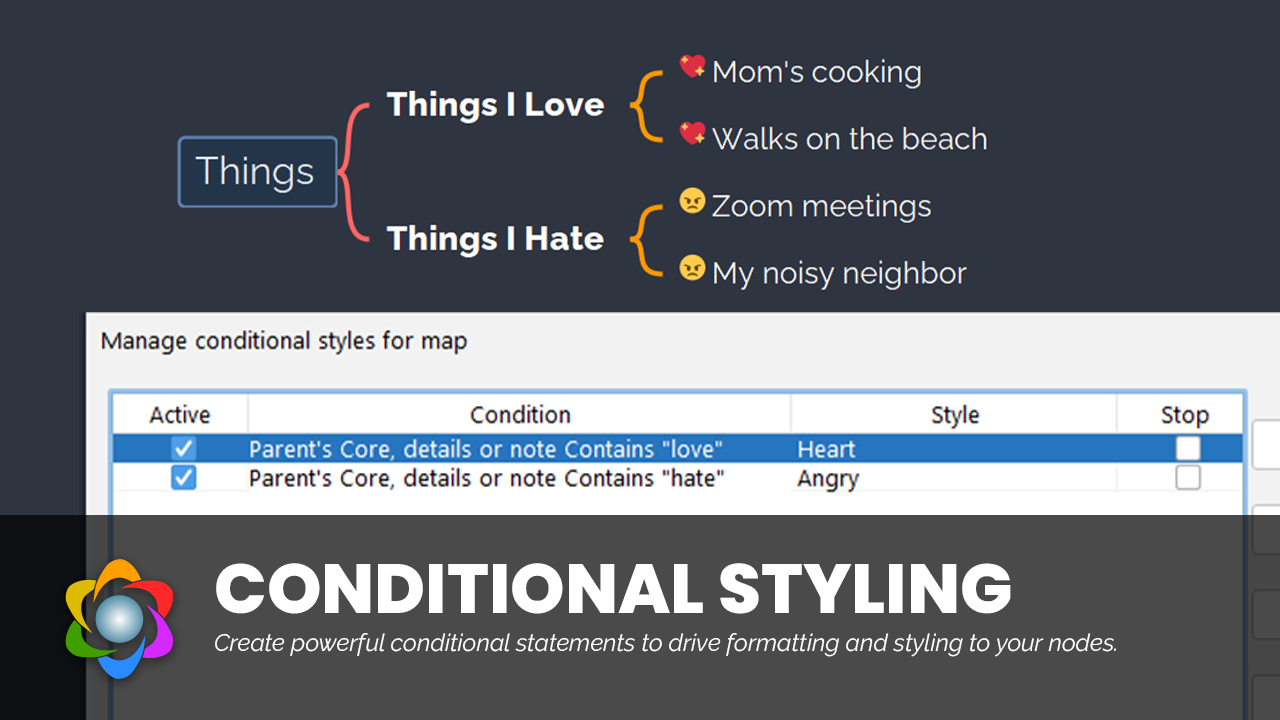 Things
Things I Love
Mom's cooking
Walks on the beach
Things I Hate
Zoom meetings
My noisy neighbor
Manage conditional styles for map
Active Condition Style Stop
Parent's Core, details or note Contains "love" Heart
Parent's Core, details or note Contains "hate" Angry
CONDITIONAL STYLING
Create powerful conditional statements to drive formatting and styling to your nodes.